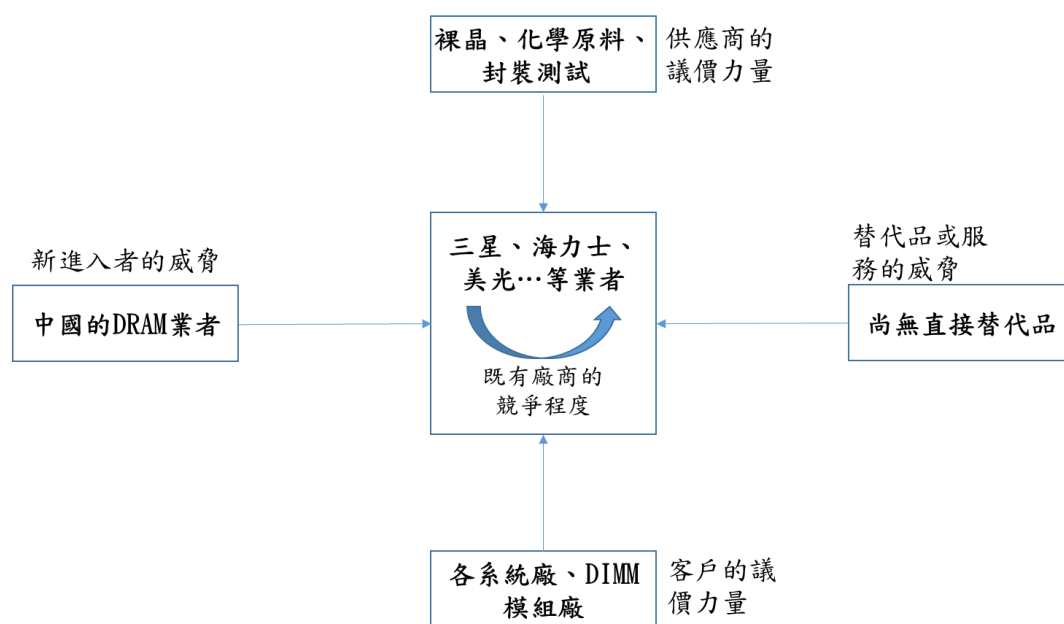 裸晶、化學原料、
封裝測試
供應商的
議價力量
新進入者的威脅
中國的DRAM業者
三星、海力士、
美光…等業者
既有廠商的
競爭程度
替代品或服
務的威脅
尚無直接替代品
各系統廠、DIMM
模組廠
客戶的議
價力量